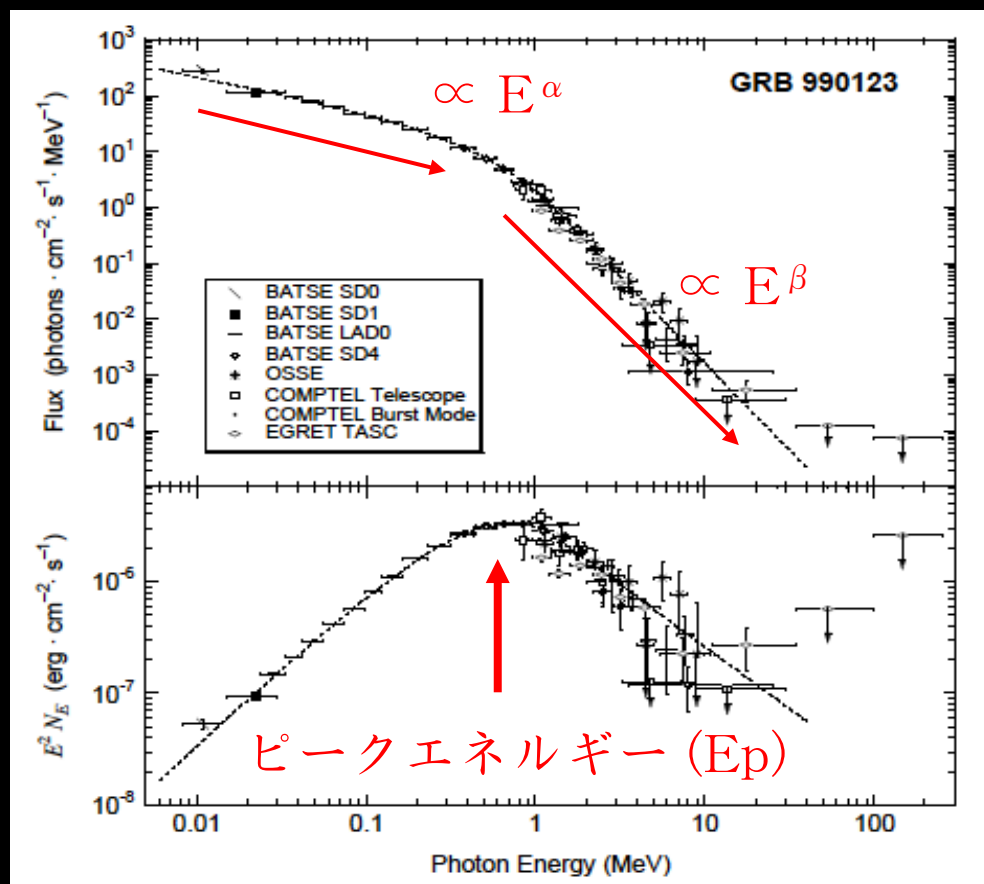 10³
10²
10¹
10⁰
10⁻¹
10⁻²
10⁻³
10⁻⁴
Flux (photons · cm⁻² · s⁻¹ · MeV⁻¹)
GRB 990123
∝ E^α
∝ E^β
BATSE SD0
BATSE SD1
BATSE LAD0
BATSE SD4
OSSE
COMPTEL Telescope
COMPTEL Burst Mode
EGRET TASC
10⁻⁶
10⁻⁷
10⁻⁸
E² N_E (erg · cm⁻² · s⁻¹)
ピークエネルギー (Ep)
0.01 0.1 1 10 100
Photon Energy (MeV)